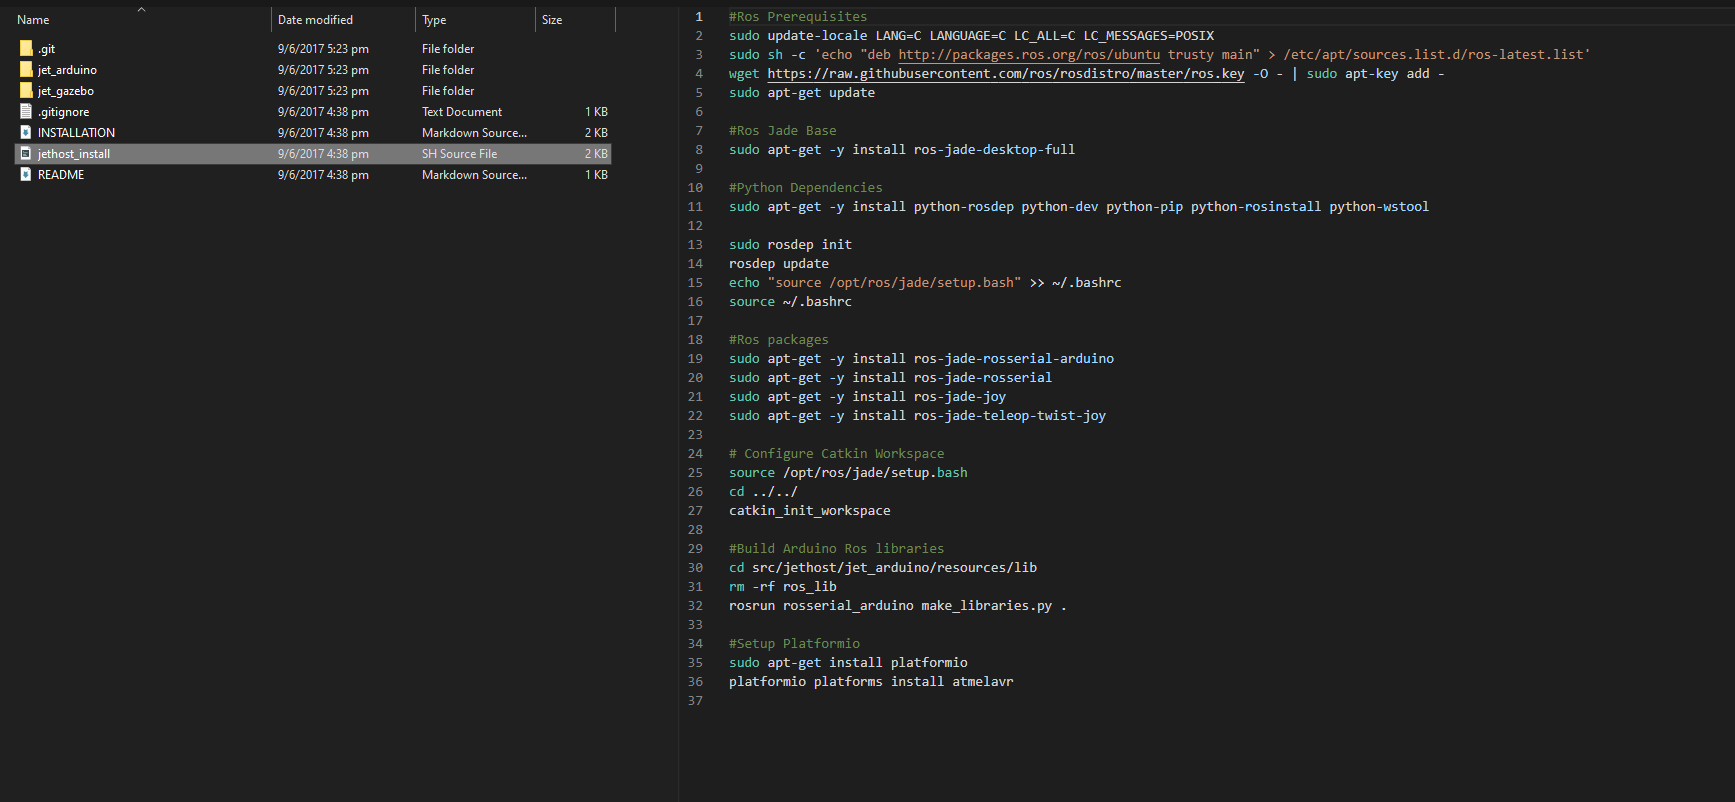 Name Date modified Type Size
.git 9/6/2017 5:23 pm File folder
jet_arduino 9/6/2017 5:23 pm File folder
jet_gazebo 9/6/2017 5:23 pm File folder
.gitignore 9/6/2017 4:38 pm Text Document 1 KB
INSTALLATION 9/6/2017 4:38 pm Markdown Source... 2 KB
jethost_install 9/6/2017 4:38 pm SH Source File 2 KB
README 9/6/2017 4:38 pm Markdown Source... 1 KB
1 #Ros Prerequisites
2 sudo update-locale LANG=C LANGUAGE=C LC_ALL=C LC_MESSAGES=POSIX
3 sudo sh -c 'echo "deb http://packages.ros.org/ros/ubuntu trusty main" > /etc/apt/sources.list.d/ros-latest.list'
4 wget https://raw.githubusercontent.com/ros/rosdistro/master/ros.key -O - | sudo apt-key add -
5 sudo apt-get update
6
7 #Ros Jade Base
8 sudo apt-get -y install ros-jade-desktop-full
9
10 #Python Dependencies
11 sudo apt-get -y install python-rosdep python-dev python-pip python-rosinstall python-wstool
12
13 sudo rosdep init
14 rosdep update
15 echo "source /opt/ros/jade/setup.bash" >> ~/.bashrc
16 source ~/.bashrc
17
18 #Ros packages
19 sudo apt-get -y install ros-jade-rosserial-arduino
20 sudo apt-get -y install ros-jade-rosserial
21 sudo apt-get -y install ros-jade-joy
22 sudo apt-get -y install ros-jade-teleop-twist-joy
23
24 # Configure Catkin Workspace
25 source /opt/ros/jade/setup.bash
26 cd ../../
27 catkin_init_workspace
28
29 #Build Arduino Ros libraries
30 cd src/jethost/jet_arduino/resources/lib
31 rm -rf ros_lib
32 rosrun rosserial_arduino make_libraries.py .
33
34 #Setup Platformio
35 sudo apt-get install platformio
36 platformio platforms install atmelavr
37